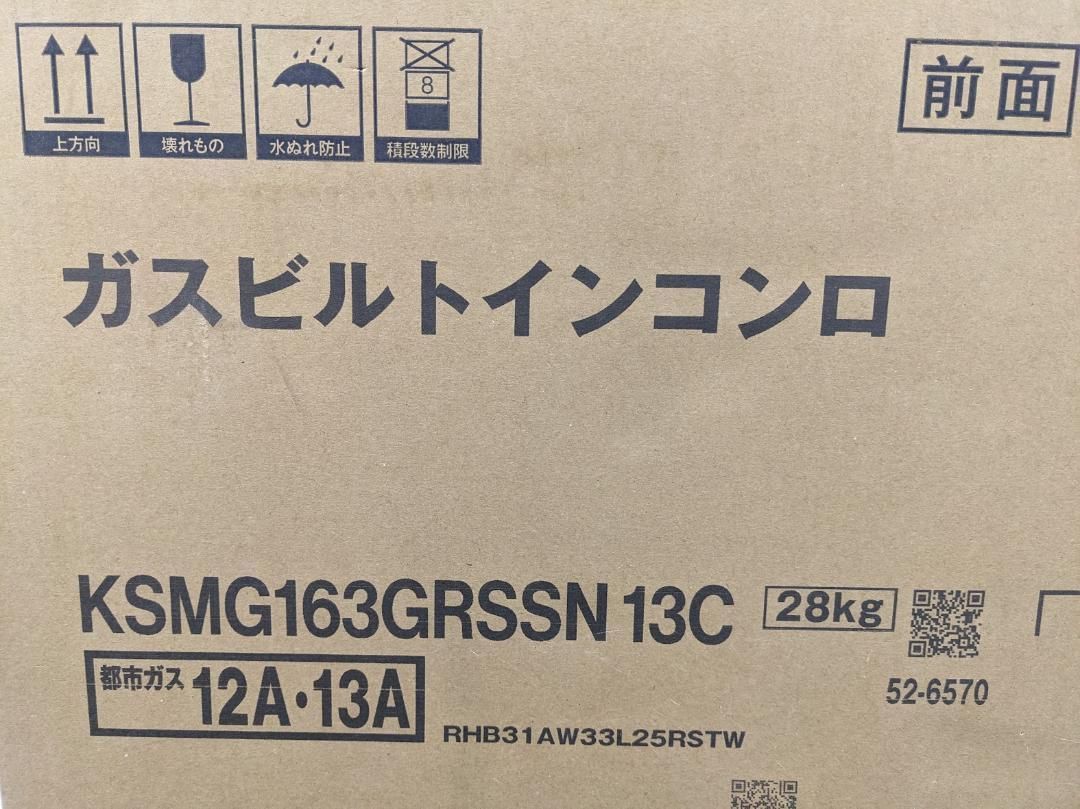 上方向
壊れもの
水ぬれ防止
8
積段数制限
前面
ガスビルトインコンロ
KSMG163GRSSN 13C
28kg
52-6570
都市ガス 12A・13A
RHB31AW33L25RSTW